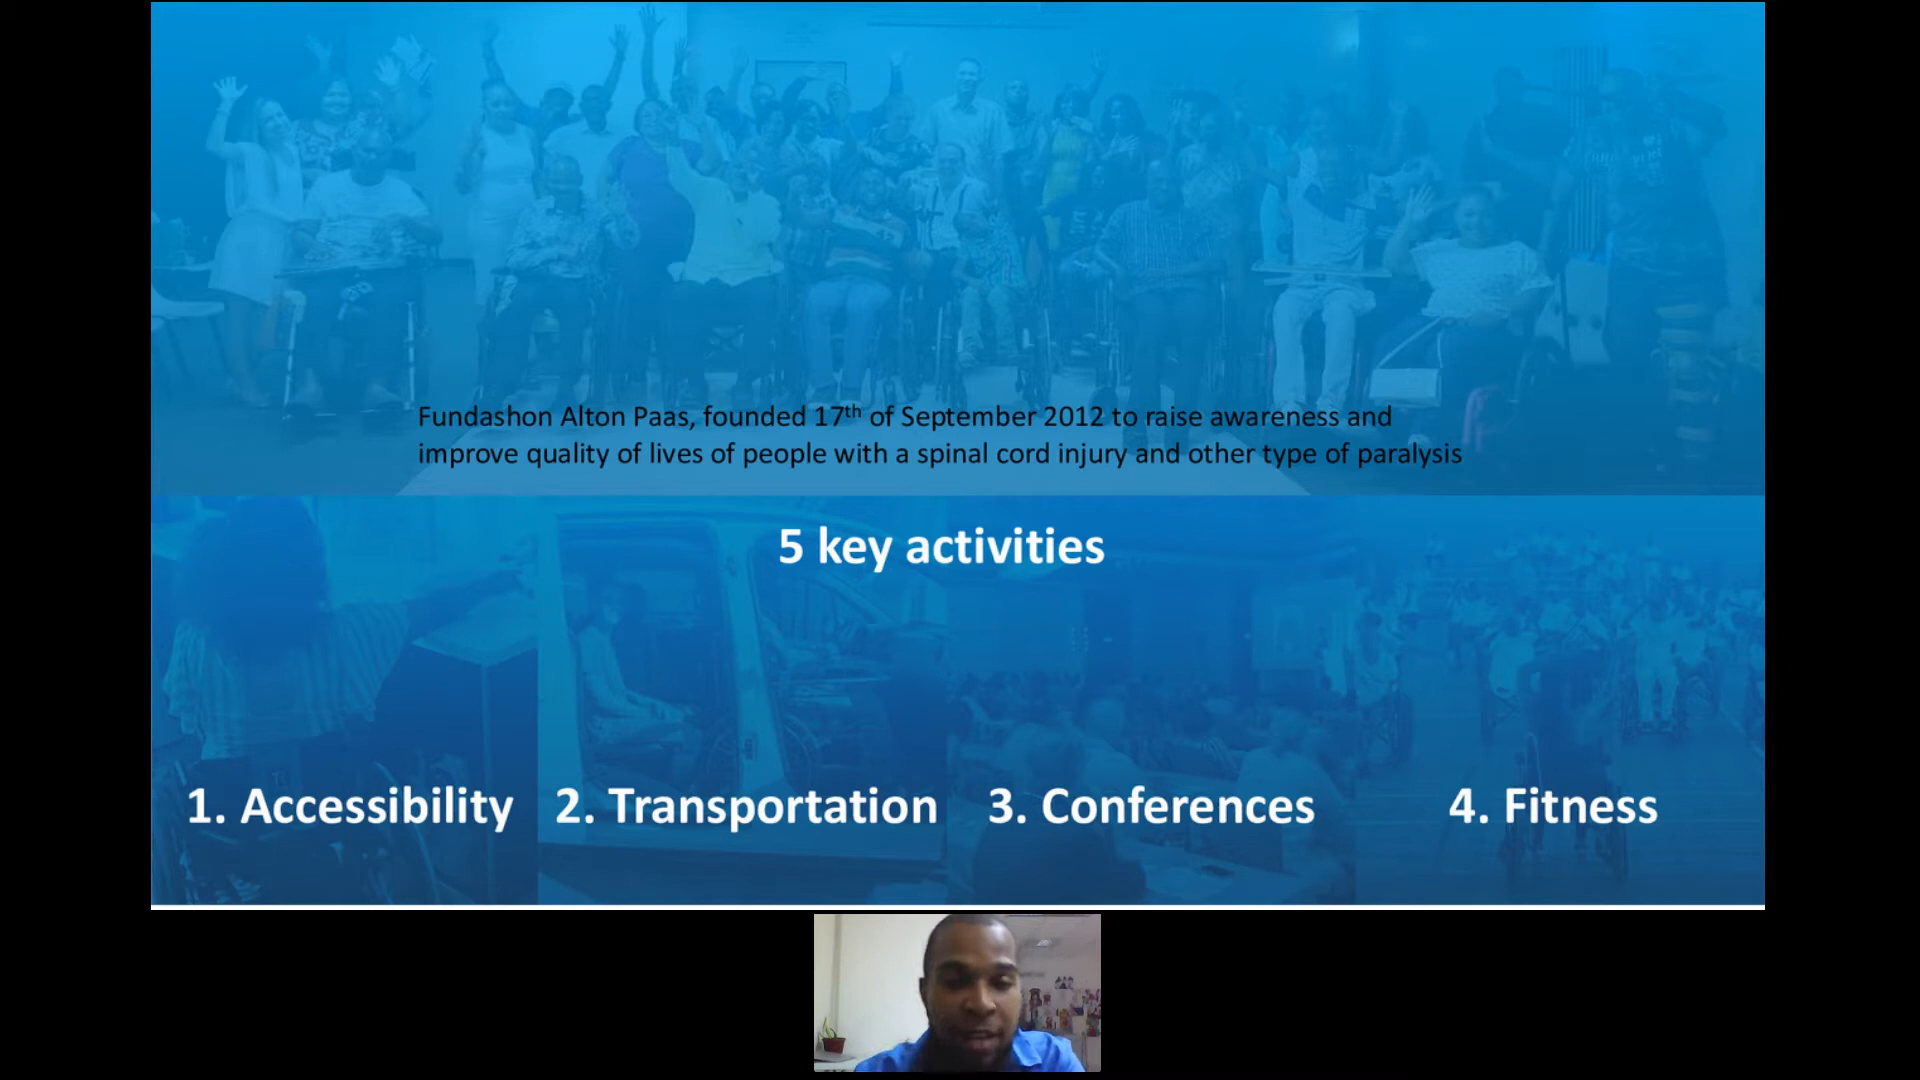 Fundashon Alton Paas, founded 17th of September 2012 to raise awareness and
improve quality of lives of people with a spinal cord injury and other type of paralysis
5 key activities
1. Accessibility
2. Transportation
3. Conferences
4. Fitness